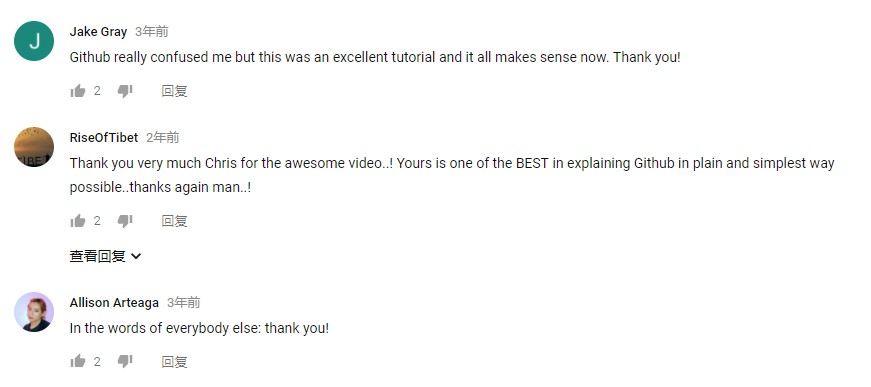 J
Jake Gray 3年前
Github really confused me but this was an excellent tutorial and it all makes sense now. Thank you!
2 回复
RiseOfTibet 2年前
Thank you very much Chris for the awesome video..! Yours is one of the BEST in explaining Github in plain and simplest way
possible..thanks again man..!
2 回复
查看回复
Allison Arteaga 3年前
In the words of everybody else: thank you!
2 回复